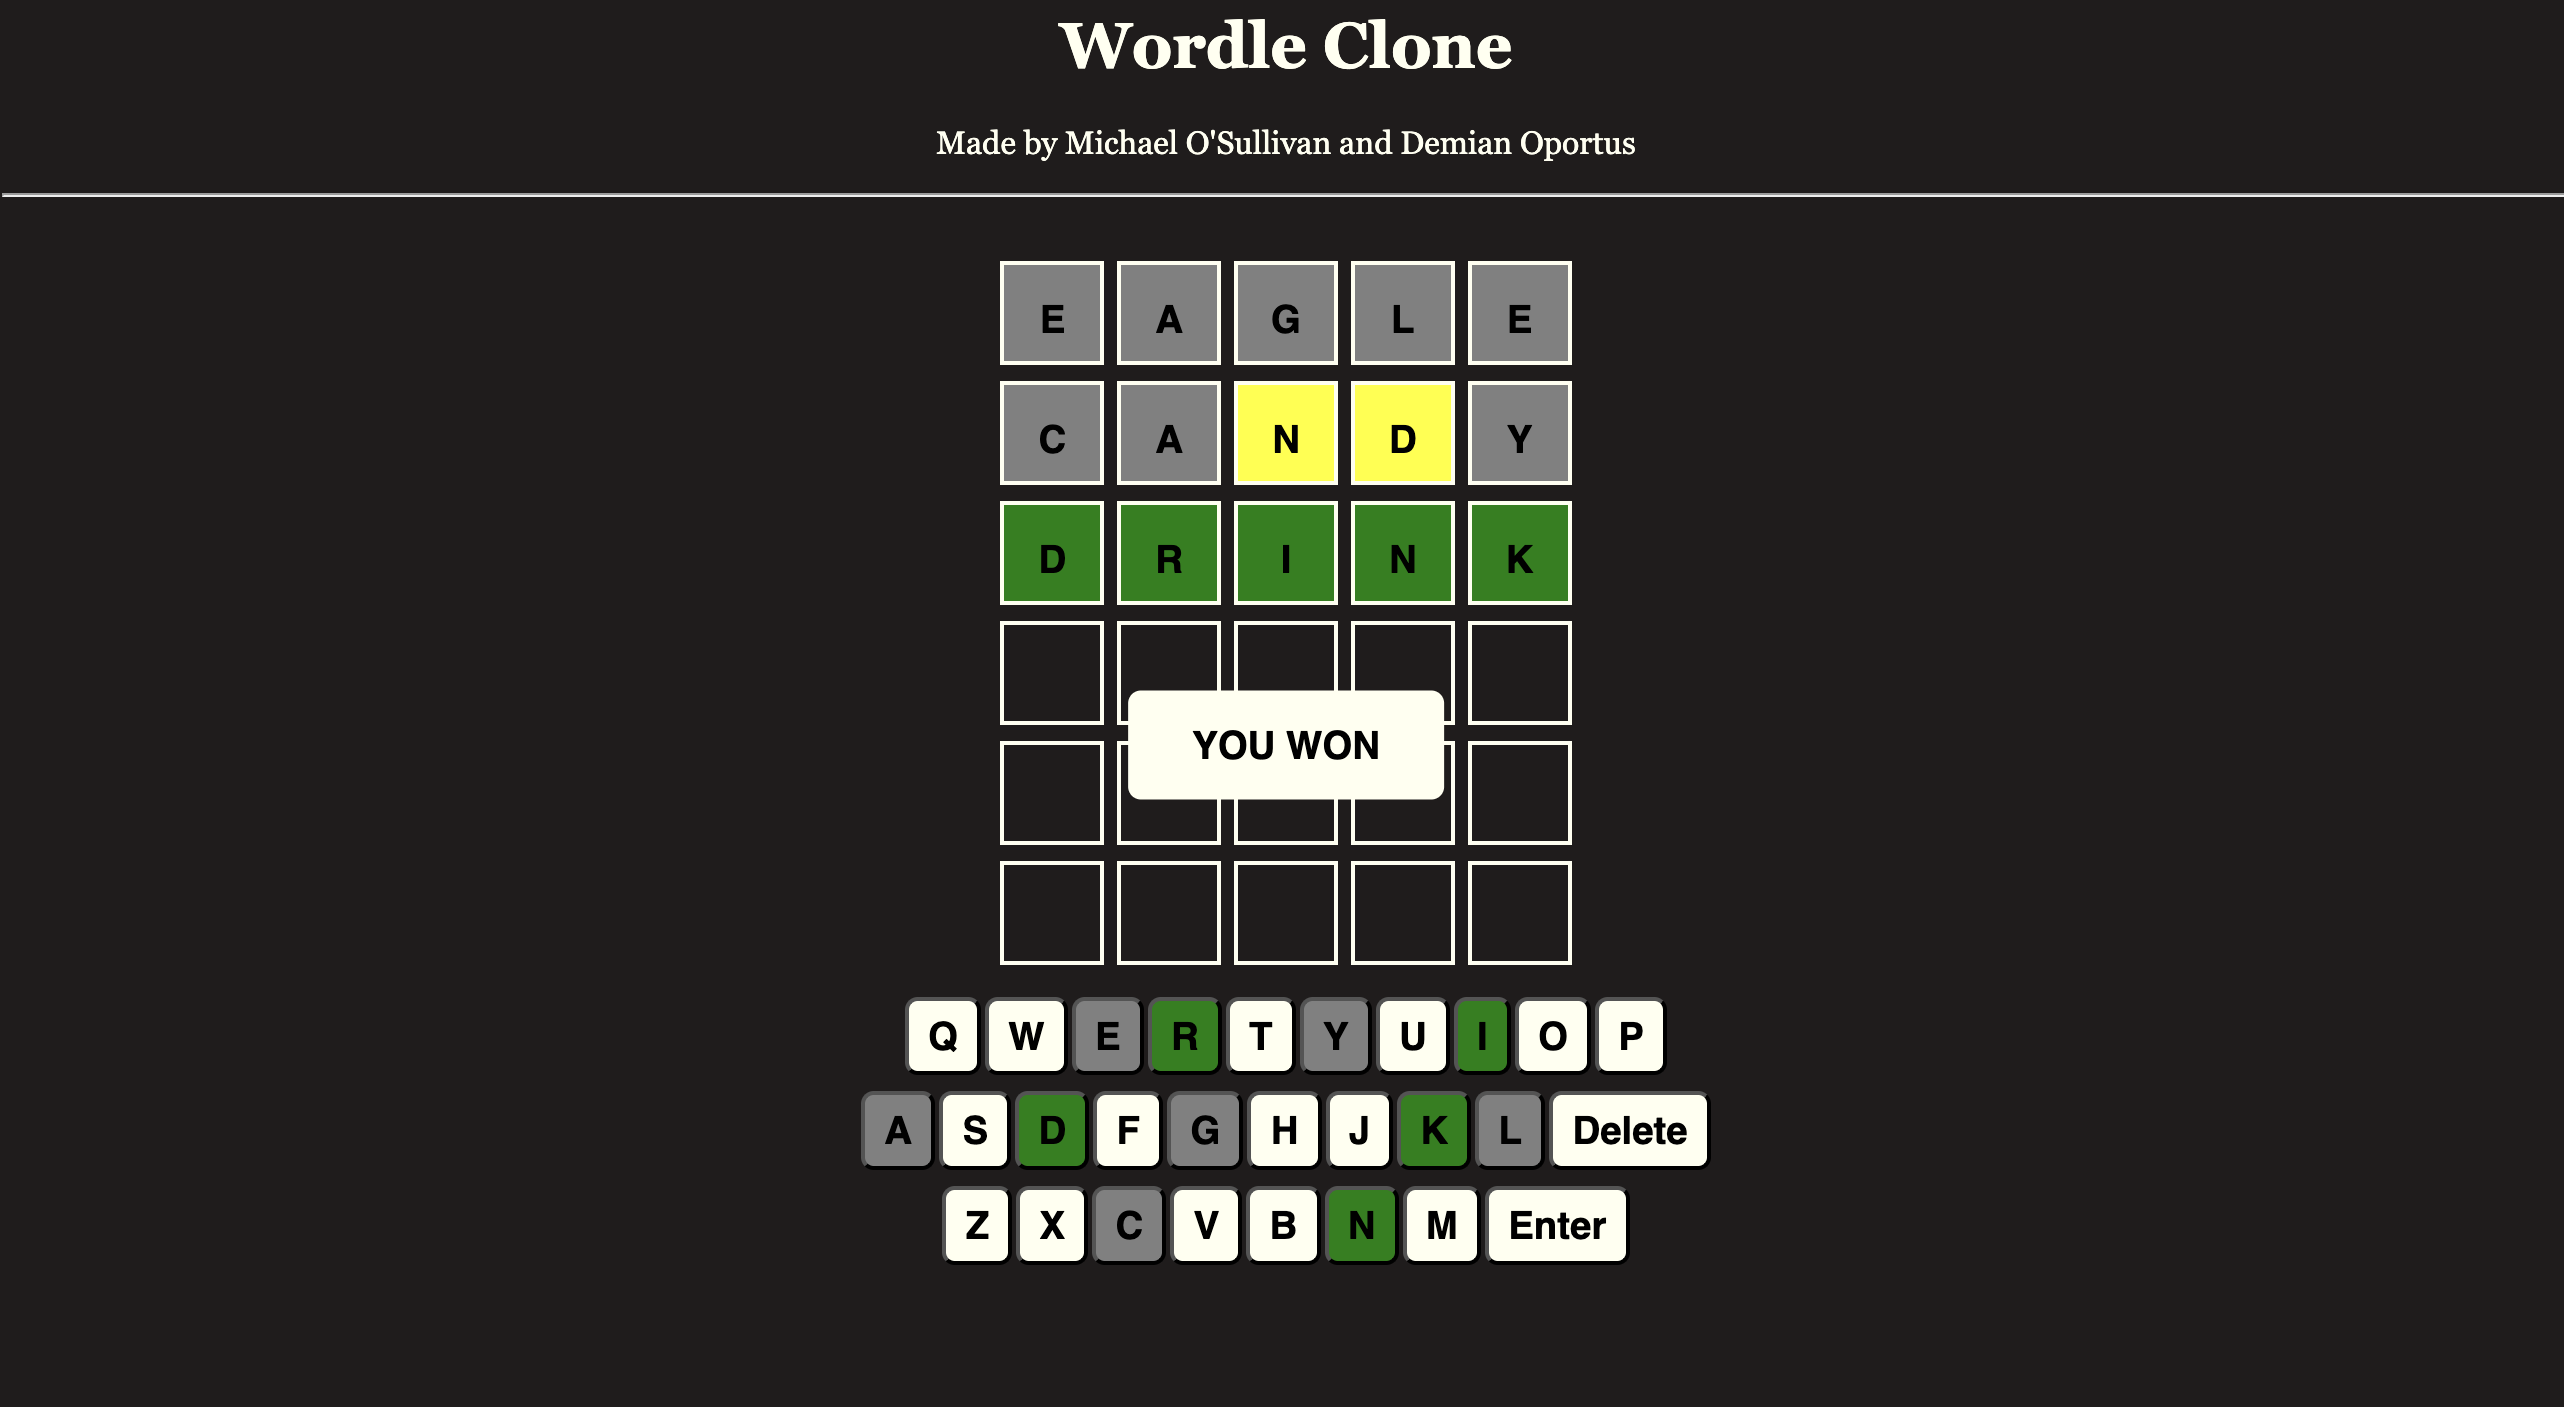 Wordle Clone
Made by Michael O'Sullivan and Demian Oportus
E A G L E
C A N D Y
D R I N K
YOU WON
Q W E R T Y U I O P
A S D F G H J K L Delete
Z X C V B N M Enter